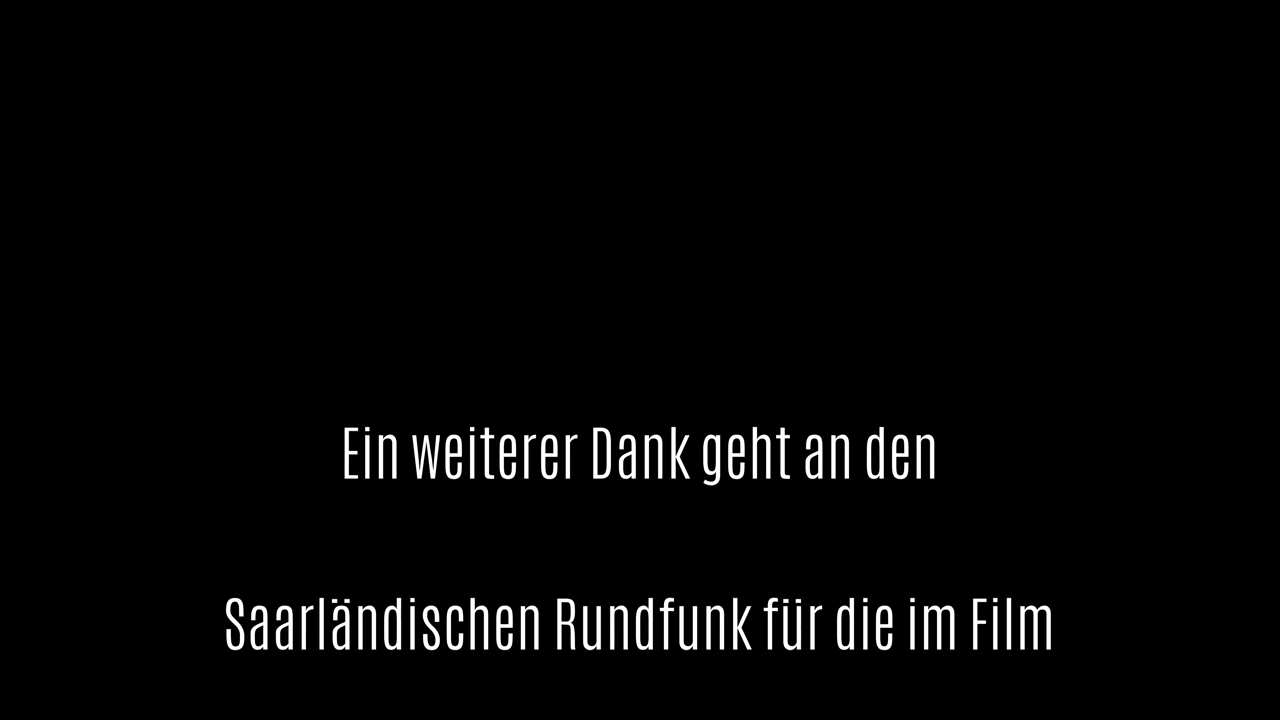 Ein weiterer Dank geht an den
Saarländischen Rundfunk für die im Film